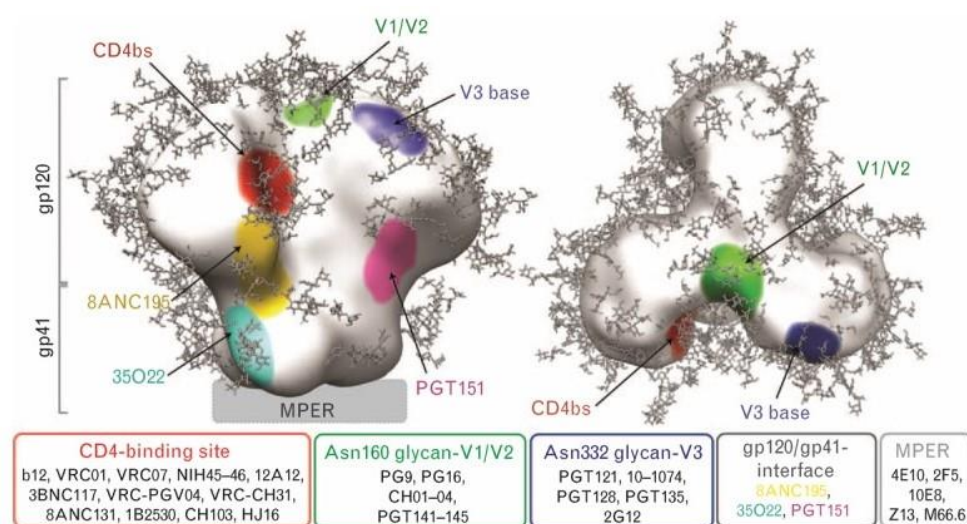 V1/V2
CD4bs
V3 base
gp120
gp41
8ANC195
35O22
PGT151
MPER
V1/V2
CD4bs
V3 base
CD4-binding site
b12, VRC01, VRC07, NIH45–46, 12A12,
3BNC117, VRC-PGV04, VRC-CH31,
8ANC131, 1B2530, CH103, HJ16
Asn160 glycan-V1/V2
PG9, PG16,
CH01–04,
PGT141–145
Asn332 glycan-V3
PGT121, 10–1074,
PGT128, PGT135,
2G12
gp120/gp41-
interface
8ANC195,
35O22, PGT151
MPER
4E10, 2F5,
10E8,
Z13, M66.6